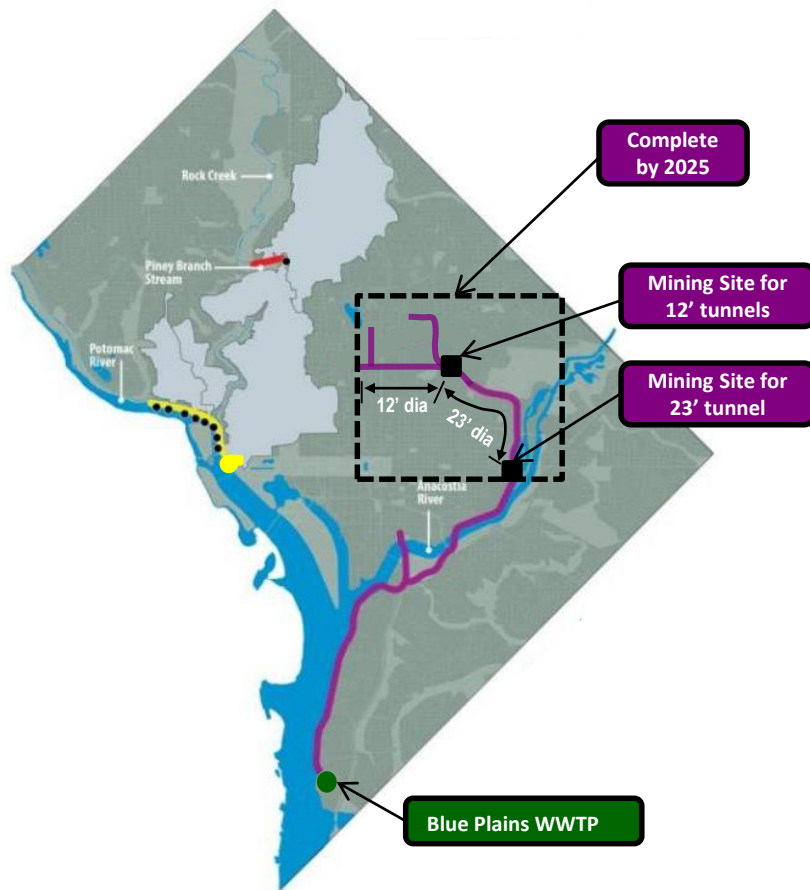 Complete
by 2025
Rock Creek
Piney Branch
Stream
Mining Site for
12’ tunnels
Potomac
River
12’ dia
23’ dia
Mining Site for
23’ tunnel
Anacostia
River
Blue Plains WWTP